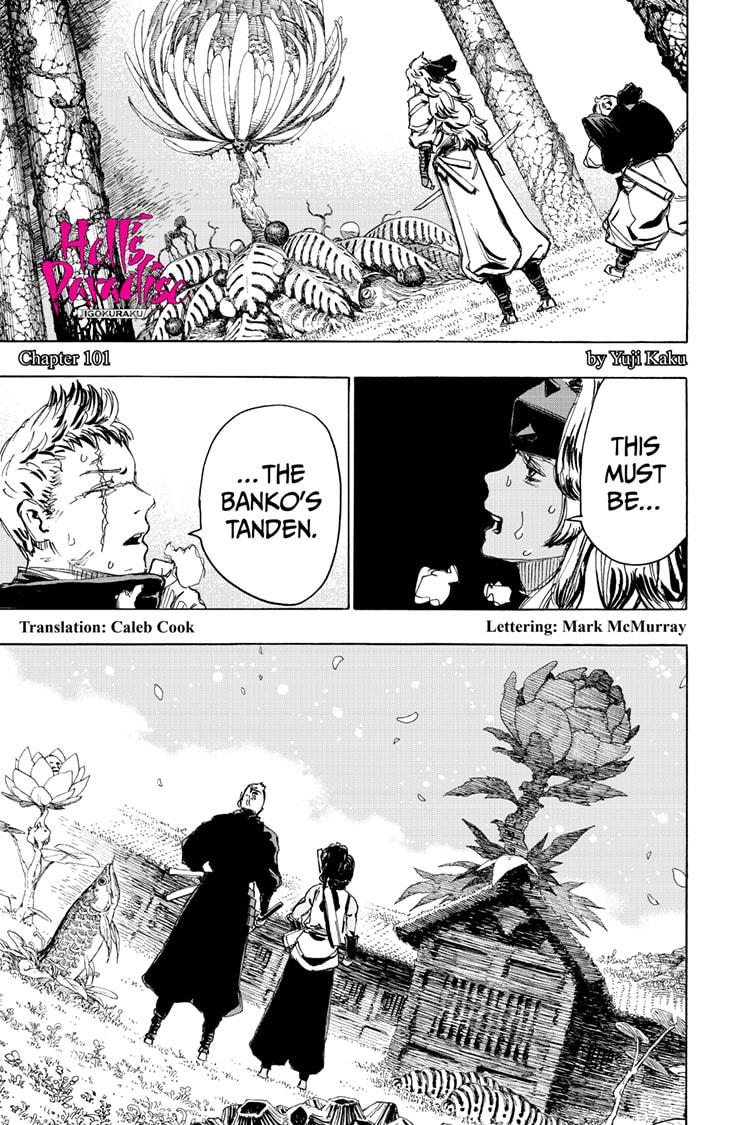 Hell's
Paradise
JIGOKURAKU
Chapter 101
by Yuji Kaku
THIS
MUST
BE...
...THE
BANKO'S
TANDEN.
Translation: Caleb Cook
Lettering: Mark McMurray